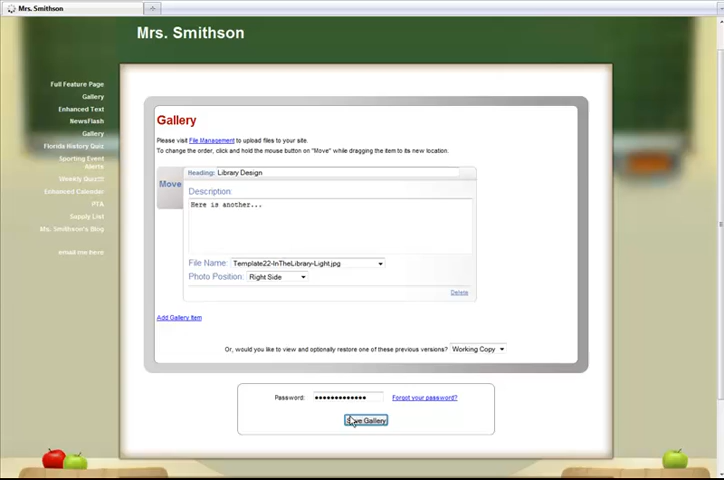 Mrs. Smithson
Mrs. Smithson
Full Feature Page
Gallery
Enhanced Text
NewsFlash
Gallery
Florida History Quiz
Sporting Event
Alerts
Weekly Quiz!!!
Enhanced Calendar
PTA
Supply List
Ms. Smithson's Blog
email me here
Gallery
Please visit File Management to upload files to your site.
To change the order, click and hold the mouse button on "Move" while dragging the item to its new location.
Move
Heading: Library Design
Description:
Here is another...
File Name: Template22-InTheLibrary-Light.jpg
Photo Position: Right Side
Delete
Add Gallery Item
Or, would you like to view and optionally restore one of these previous versions? Working Copy
Password: ••••••••••••• Forgot your password?
Save Gallery